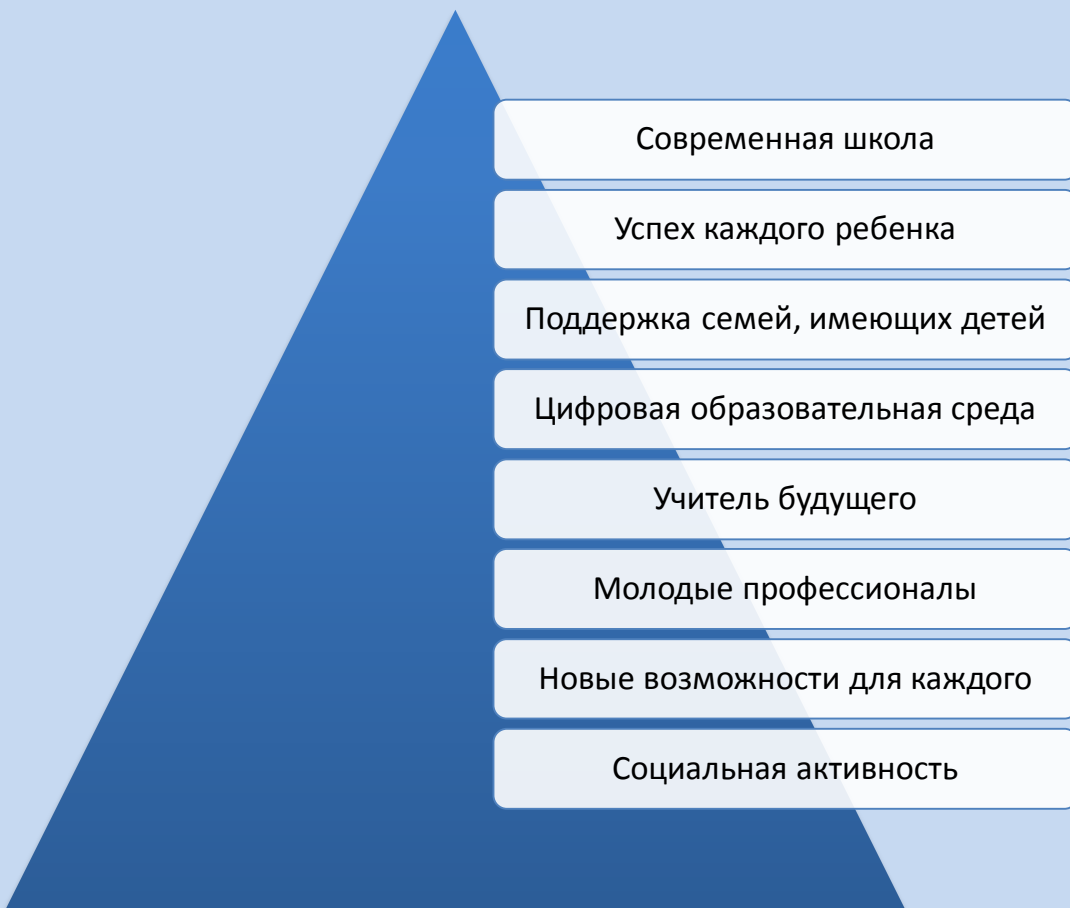 Современная школа
Успех каждого ребенка
Поддержка семей, имеющих детей
Цифровая образовательная среда
Учитель будущего
Молодые профессионалы
Новые возможности для каждого
Социальная активность